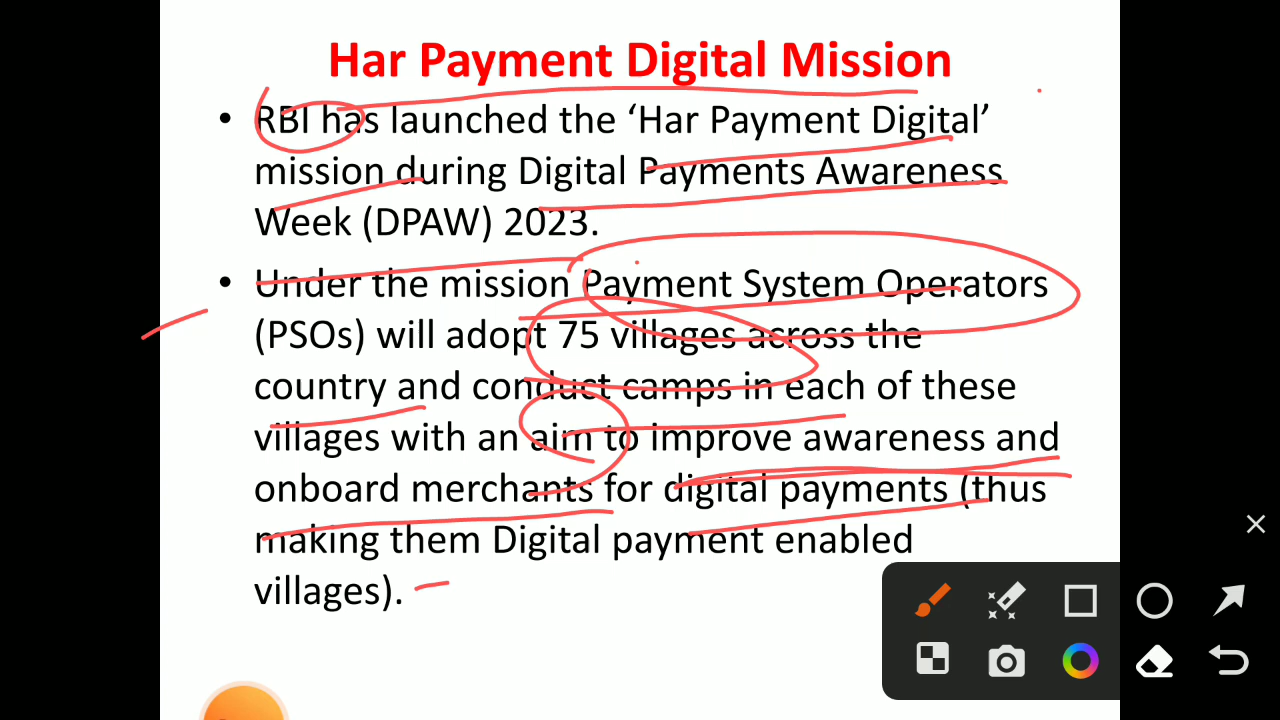 Har Payment Digital Mission
• RBI has launched the ‘Har Payment Digital’
mission during Digital Payments Awareness
Week (DPAW) 2023.
• Under the mission Payment System Operators
(PSOs) will adopt 75 villages across the
country and conduct camps in each of these
villages with an aim to improve awareness and
onboard merchants for digital payments (thus
making them Digital payment enabled
villages).